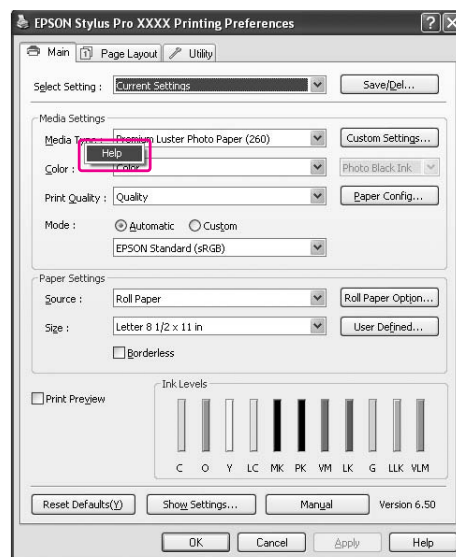 EPSON Stylus Pro XXXX Printing Preferences
Main Page Layout Utility
Select Setting : Current Settings Save/Del...
Media Settings
Media Type : Premium Luster Photo Paper (260) Custom Settings...
Help
Color : Color Photo Black Ink
Print Quality : Quality Paper Config...
Mode : Automatic Custom
EPSON Standard (sRGB)
Paper Settings
Source : Roll Paper Roll Paper Option...
Size : Letter 8 1/2 x 11 in User Defined...
Borderless
Print Preview
Ink Levels
C O Y LC MK PK VM LK G LLK VLM
Reset Defaults(Y) Show Settings... Manual Version 6.50
OK Cancel Apply Help